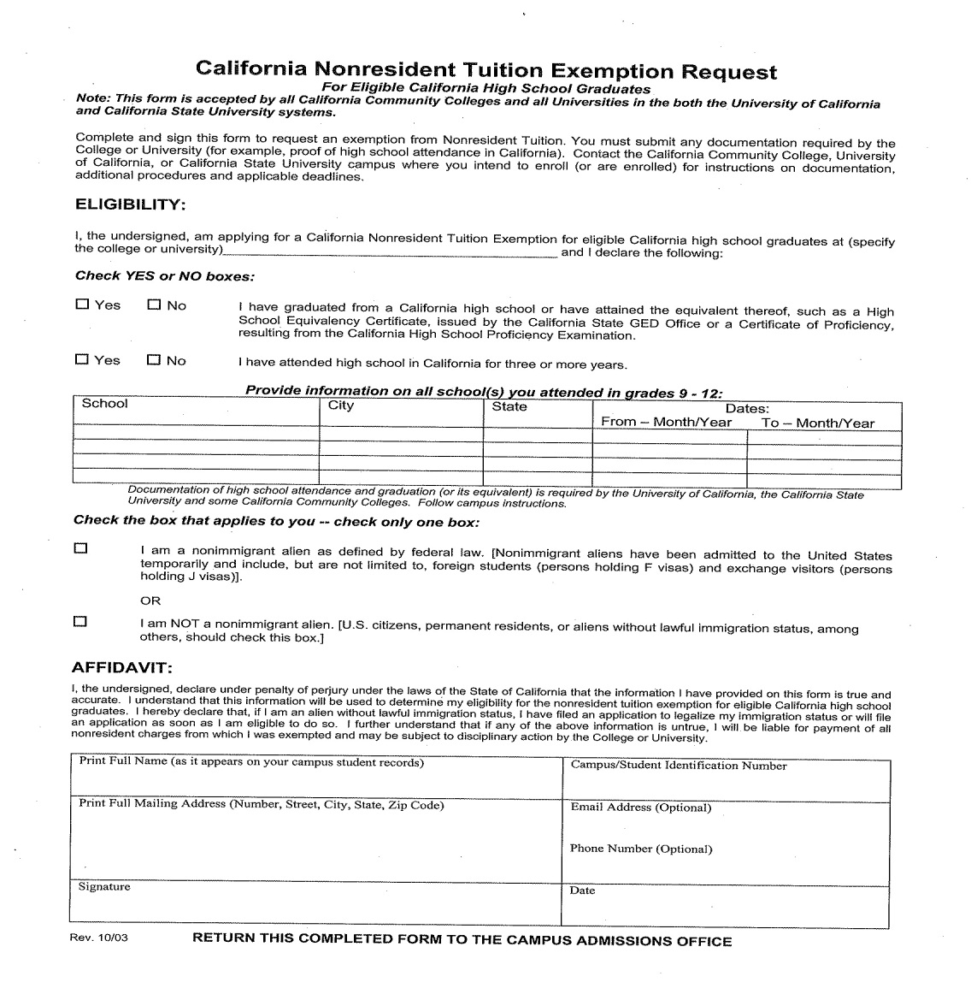 California Nonresident Tuition Exemption Request
For Eligible California High School Graduates
Note: This form is accepted by all California Community Colleges and all Universities in the both the University of California
and California State University systems.
Complete and sign this form to request an exemption from Nonresident Tuition. You must submit any documentation required by the
College or University (for example, proof of high school attendance in California). Contact the California Community College, University
of California, or California State University campus where you intend to enroll (or are enrolled) for instructions on documentation,
additional procedures and applicable deadlines.
ELIGIBILITY:
I, the undersigned, am applying for a California Nonresident Tuition Exemption for eligible California high school graduates at (specify
the college or university)______________________________ and I declare the following:
Check YES or NO boxes:
☐ Yes ☐ No I have graduated from a California high school or have attained the equivalent thereof, such as a High
School Equivalency Certificate, issued by the California State GED Office or a Certificate of Proficiency,
resulting from the California High School Proficiency Examination.
☐ Yes ☐ No I have attended high school in California for three or more years.
Provide information on all school(s) you attended in grades 9 - 12:
School City State Dates:
From – Month/Year To – Month/Year
Documentation of high school attendance and graduation (or its equivalent) is required by the University of California, the California State
University and some California Community Colleges. Follow campus instructions.
Check the box that applies to you -- check only one box:
☐ I am a nonimmigrant alien as defined by federal law. [Nonimmigrant aliens have been admitted to the United States
temporarily and include, but are not limited to, foreign students (persons holding F visas) and exchange visitors (persons
holding J visas)].
OR
☐ I am NOT a nonimmigrant alien. [U.S. citizens, permanent residents, or aliens without lawful immigration status, among
others, should check this box.]
AFFIDAVIT:
I, the undersigned, declare under penalty of perjury under the laws of the State of California that the information I have provided on this form is true and
accurate. I understand that this information will be used to determine my eligibility for the nonresident tuition exemption for eligible California high school
graduates. I hereby declare that, if I am an alien without lawful immigration status, I have filed an application to legalize my immigration status or will file
an application as soon as I am eligible to do so. I further understand that if any of the above information is untrue, I will be liable for payment of all
nonresident charges from which I was exempted and may be subject to disciplinary action by the College or University.
Print Full Name (as it appears on your campus student records) Campus/Student Identification Number
Print Full Mailing Address (Number, Street, City, State, Zip Code) Email Address (Optional)
Phone Number (Optional)
Signature Date
Rev. 10/03 RETURN THIS COMPLETED FORM TO THE CAMPUS ADMISSIONS OFFICE